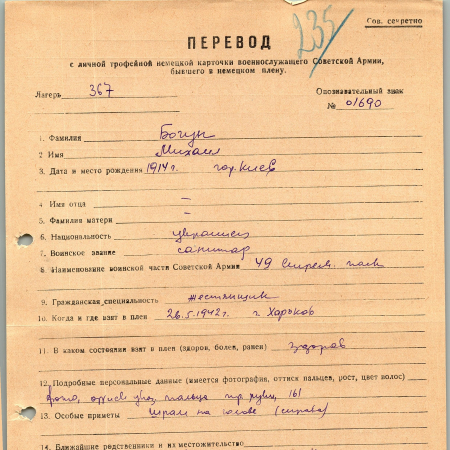 Сов. секретно
235
ПЕРЕВОД
с личной трофейной немецкой карточки военнослужащего Советской Армии,
бывшего в немецком плену.
Лагерь 367
Опознавательный знак
№ 01690
1. Фамилия
2 Имя Михаил
3. Дата и место рождения 1914 г. гор. Киев
4. Имя отца —
5. Фамилия матери —
6. Национальность украинец
7. Воинское звание санитар
8. Наименование воинской части Советской Армии 49 стрелк. полк
9. Гражданская специальность жестянщик
10. Когда и где взят в плен 26.5.1942 г. г. Харьков
11. В каком состоянии взят в плен (здоров, болен, ранен) здоров
12. Подробные персональные данные (имеется фотография, оттиск пальцев, рост, цвет волос)
фото, пальца пр. руки, 161
13. Особые приметы Шрам на голове (справа)
14. Ближайшие родственники и их местожительство